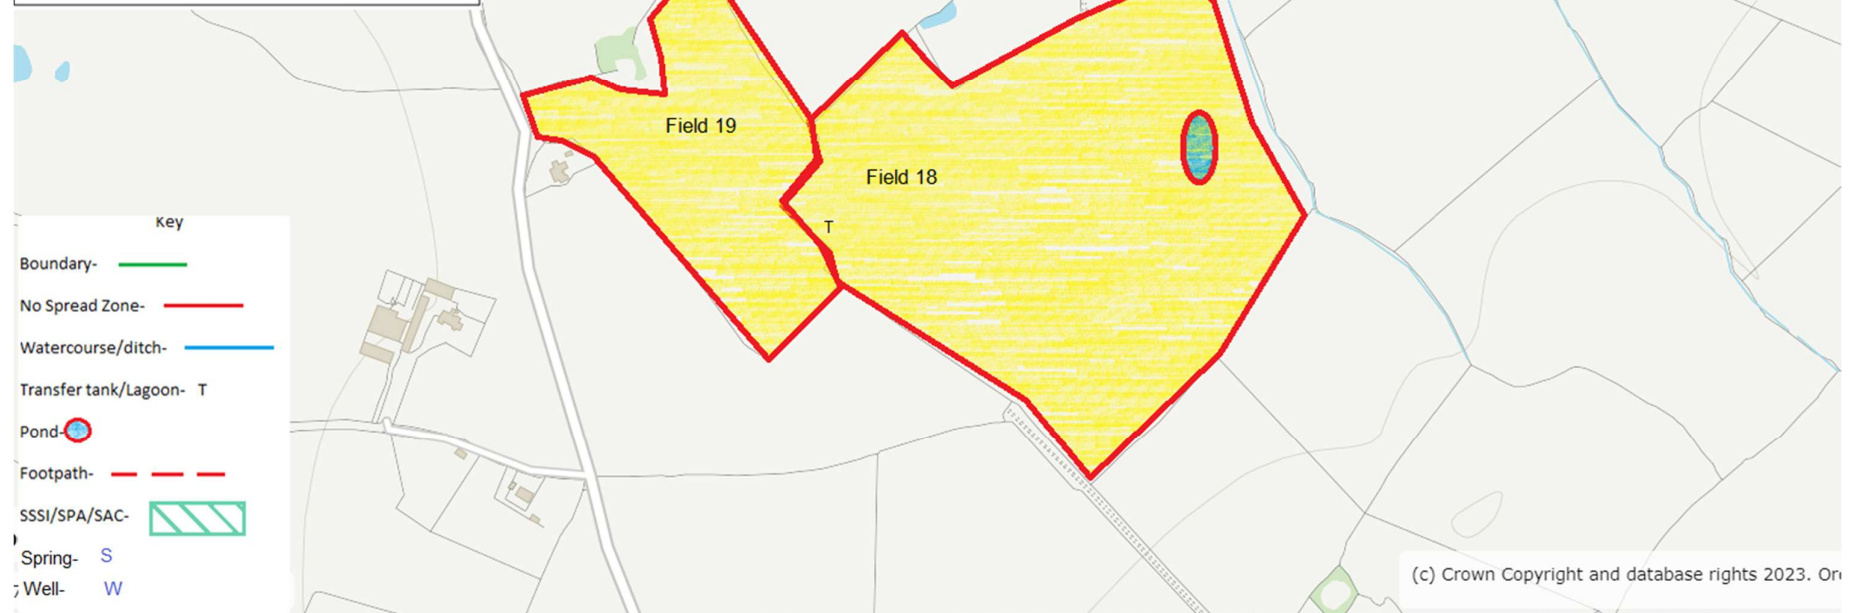 Field 19
Field 18
T
Key
Boundary-
No Spread Zone-
Watercourse/ditch-
Transfer tank/Lagoon- T
Pond-
Footpath-
SSSI/SPA/SAC-
Spring- S
Well- W
(c) Crown Copyright and database rights 2023. Or